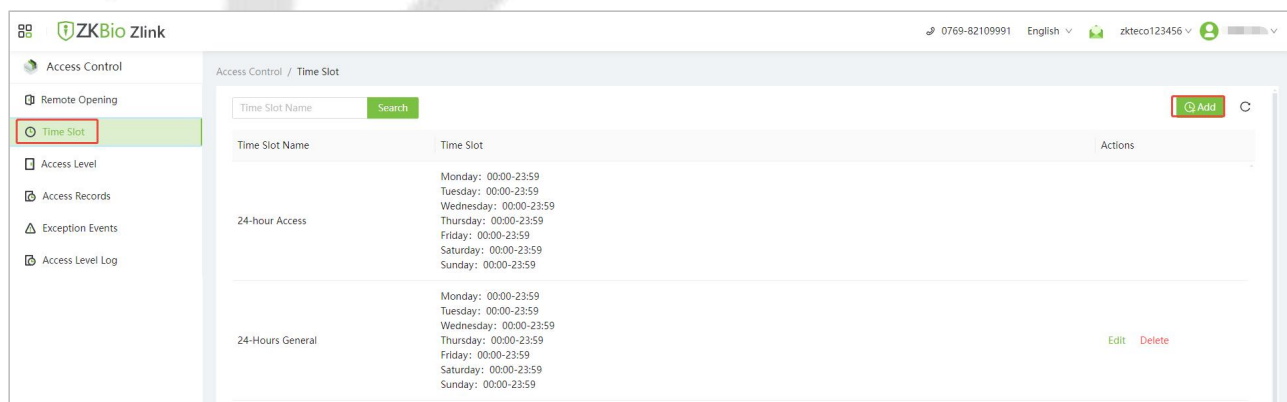 ZKBio Zlink
0769-82109991 English zkteco123456
Access Control
Access Control / Time Slot
Remote Opening
Time Slot
Access Level
Access Records
Exception Events
Access Level Log
Time Slot Name Search Add
Time Slot Name Time Slot Actions
24-hour Access
Monday: 00:00-23:59
Tuesday: 00:00-23:59
Wednesday: 00:00-23:59
Thursday: 00:00-23:59
Friday: 00:00-23:59
Saturday: 00:00-23:59
Sunday: 00:00-23:59
24-Hours General
Monday: 00:00-23:59
Tuesday: 00:00-23:59
Wednesday: 00:00-23:59
Thursday: 00:00-23:59
Friday: 00:00-23:59
Saturday: 00:00-23:59
Sunday: 00:00-23:59
Edit Delete